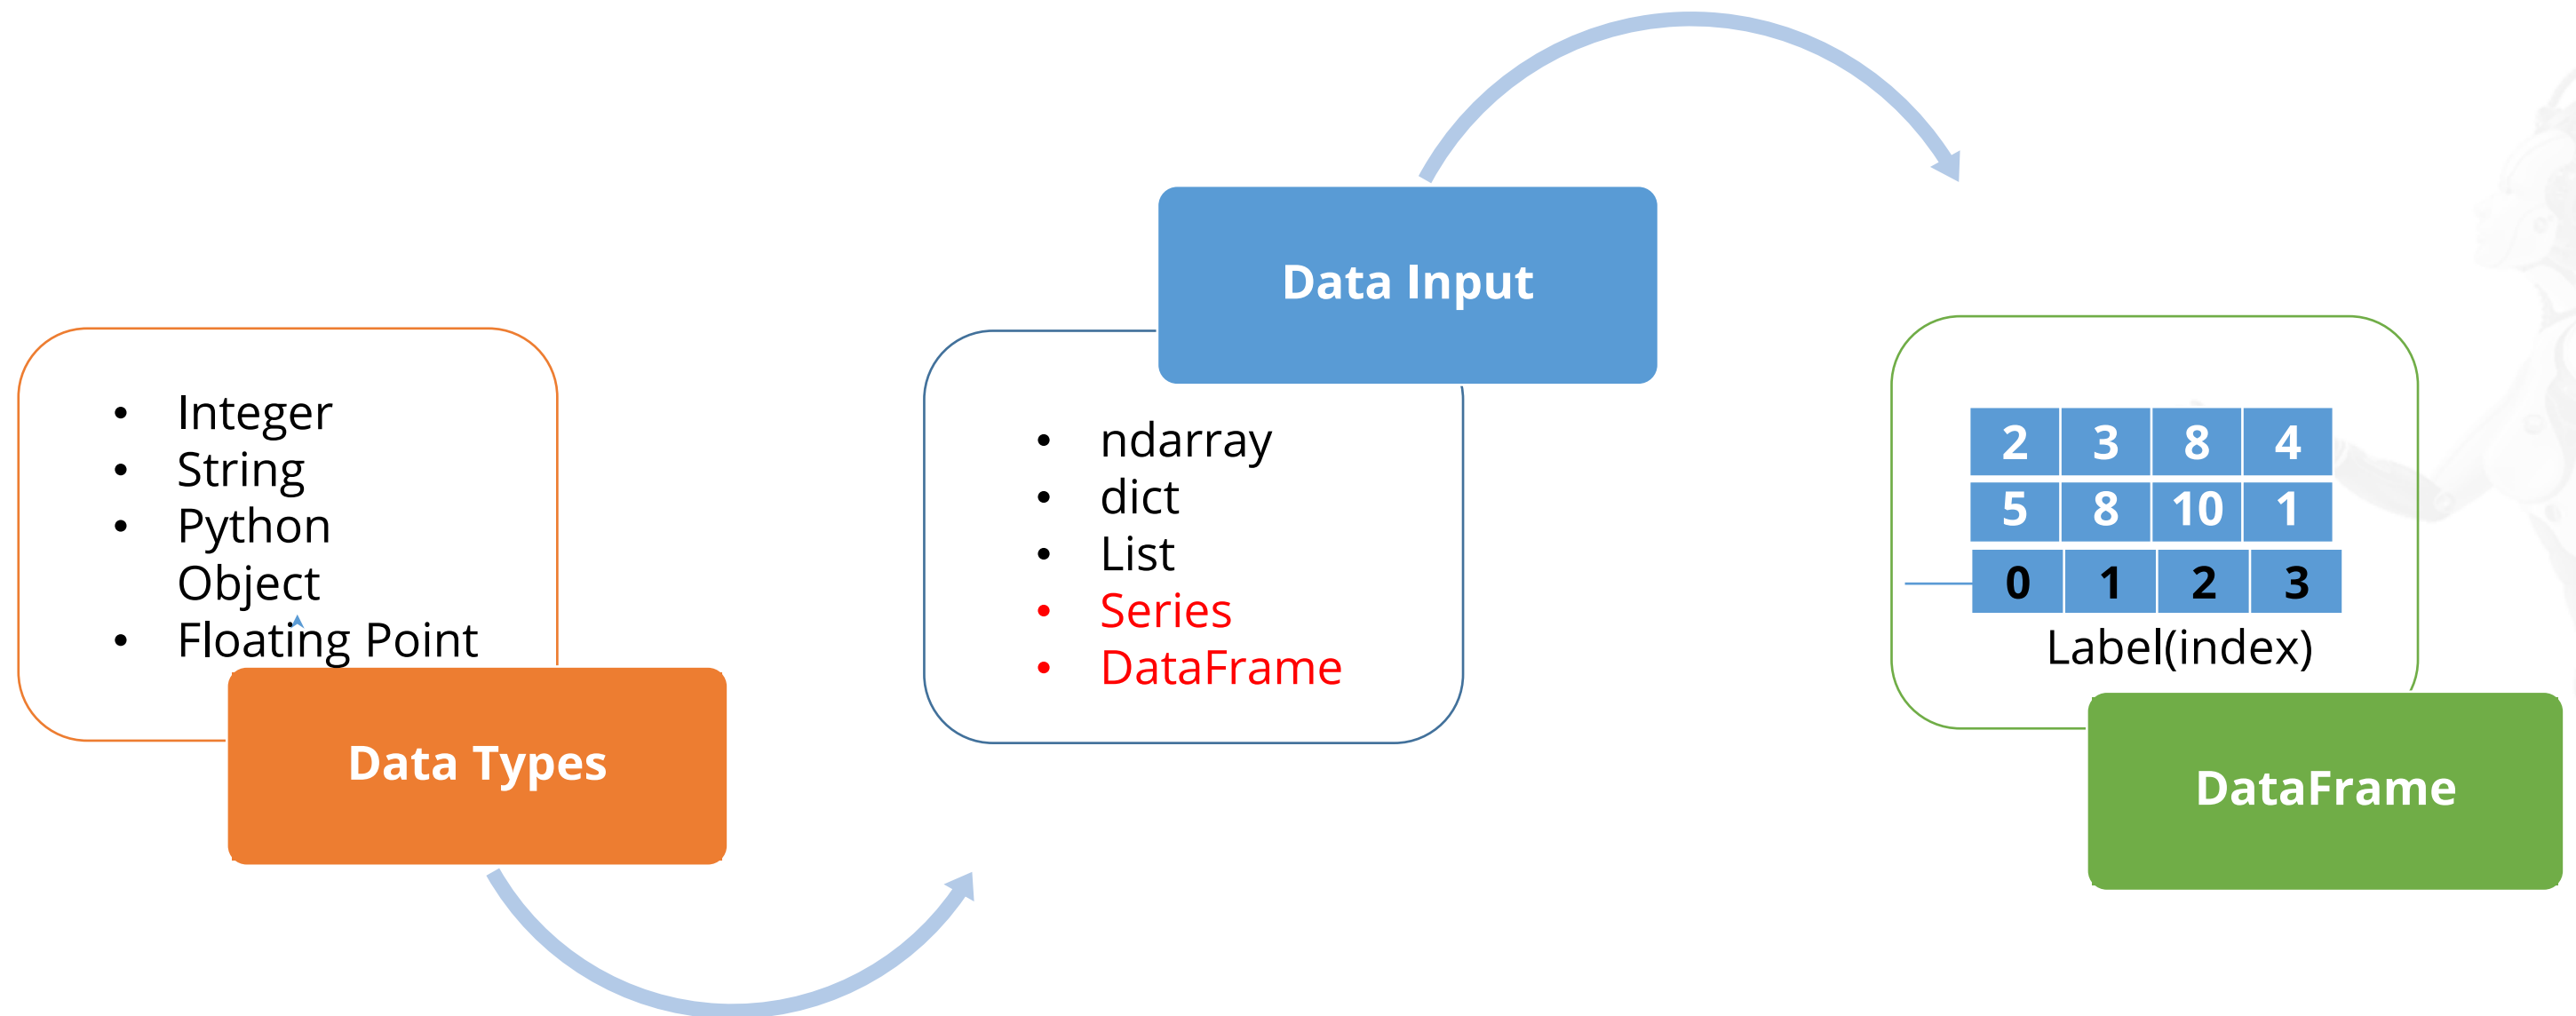 • Integer
• String
• Python
Object
• Floating Point
Data Types
Data Input
• ndarray
• dict
• List
• Series
• DataFrame
2 3 8 4
5 8 10 1
0 1 2 3
Label(index)
DataFrame